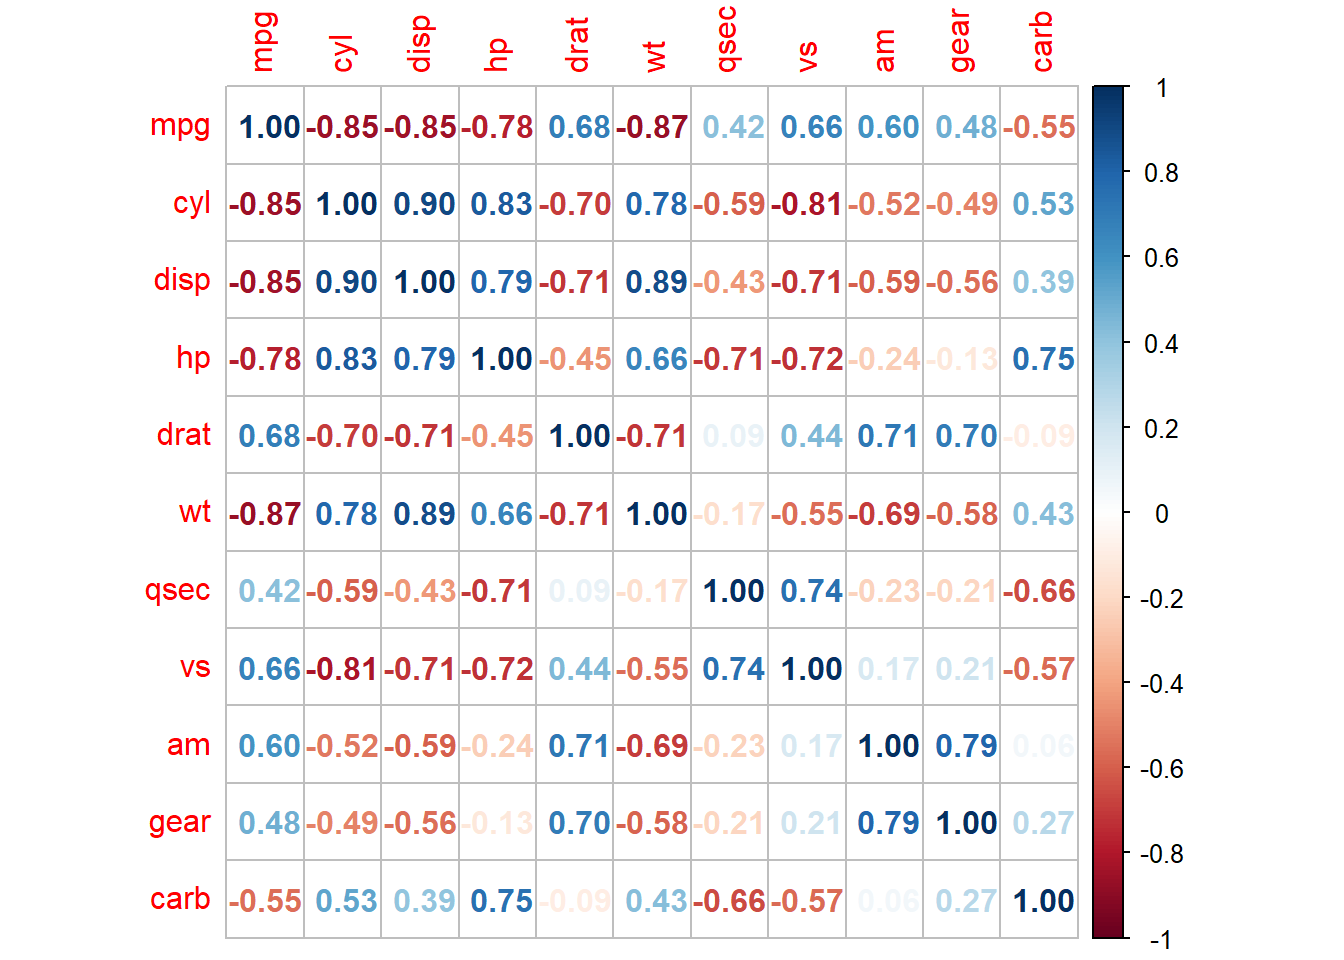 mpg cyl disp hp drat wt qsec vs am gear carb
mpg 1.00 -0.85 -0.85 -0.78 0.68 -0.87 0.42 0.66 0.60 0.48 -0.55
cyl -0.85 1.00 0.90 0.83 -0.70 0.78 -0.59 -0.81 -0.52 -0.49 0.53
disp -0.85 0.90 1.00 0.79 -0.71 0.89 -0.43 -0.71 -0.59 -0.56 0.39
hp -0.78 0.83 0.79 1.00 -0.45 0.66 -0.71 -0.72 -0.24 -0.13 0.75
drat 0.68 -0.70 -0.71 -0.45 1.00 -0.71 0.09 0.44 0.71 0.70 -0.09
wt -0.87 0.78 0.89 0.66 -0.71 1.00 -0.17 -0.55 -0.69 -0.58 0.43
qsec 0.42 -0.59 -0.43 -0.71 0.09 -0.17 1.00 0.74 -0.23 -0.21 -0.66
vs 0.66 -0.81 -0.71 -0.72 0.44 -0.55 0.74 1.00 0.17 0.21 -0.57
am 0.60 -0.52 -0.59 -0.24 0.71 -0.69 -0.23 0.17 1.00 0.79 0.06
gear 0.48 -0.49 -0.56 -0.13 0.70 -0.58 -0.21 0.21 0.79 1.00 0.27
carb -0.55 0.53 0.39 0.75 -0.09 0.43 -0.66 -0.57 0.06 0.27 1.00
1
0.8
0.6
0.4
0.2
0
-0.2
-0.4
-0.6
-0.8
-1